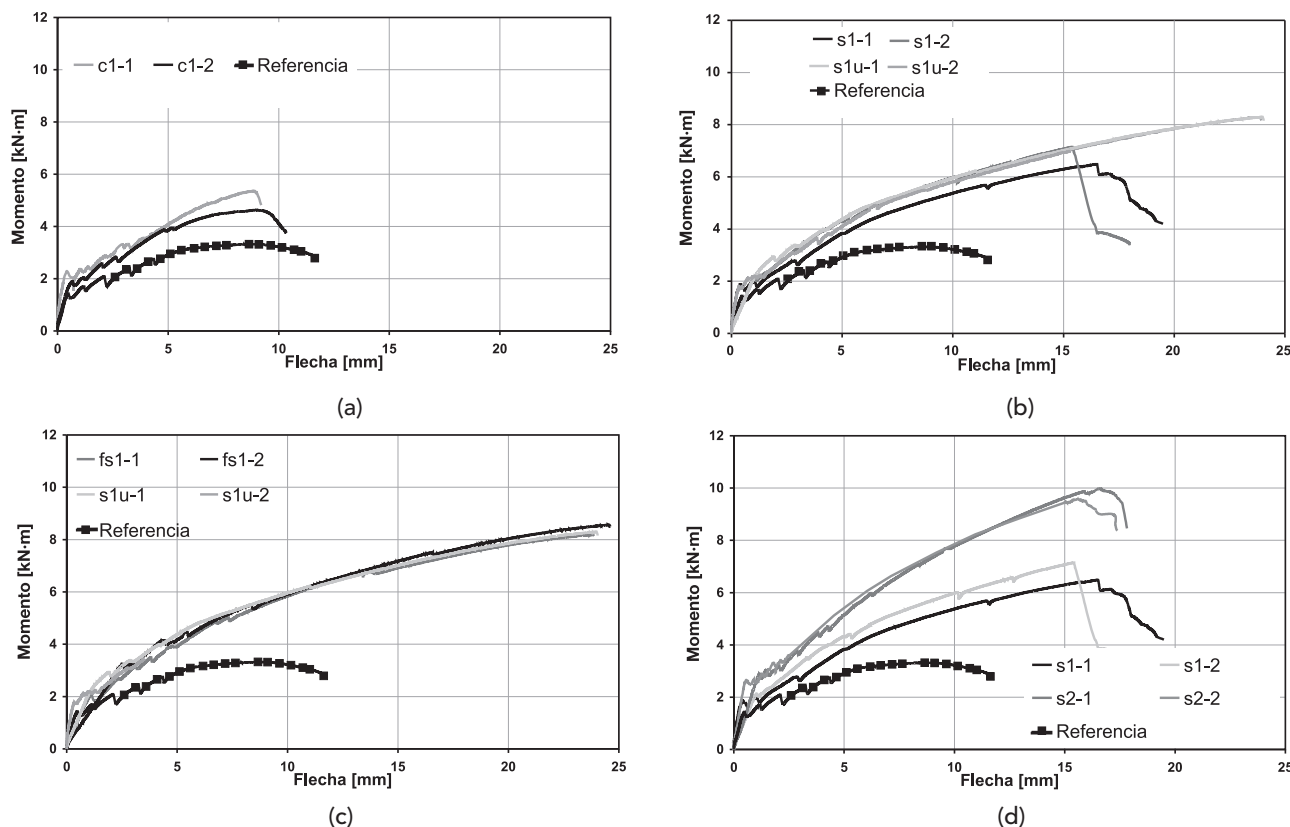 12
10
8
6
4
2
0
Momento [kN·m]
c1-1 c1-2 Referencia
0 5 10 15 20 25
Flecha [mm]
(a)
12
10
8
6
4
2
0
Momento [kN·m]
s1-1 s1-2
s1u-1 s1u-2
Referencia
0 5 10 15 20 25
Flecha [mm]
(b)
12
10
8
6
4
2
0
Momento [kN·m]
fs1-1 fs1-2
s1u-1 s1u-2
Referencia
0 5 10 15 20 25
Flecha [mm]
(c)
12
10
8
6
4
2
0
Momento [kN·m]
s1-1 s1-2
s2-1 s2-2
Referencia
0 5 10 15 20 25
Flecha [mm]
(d)